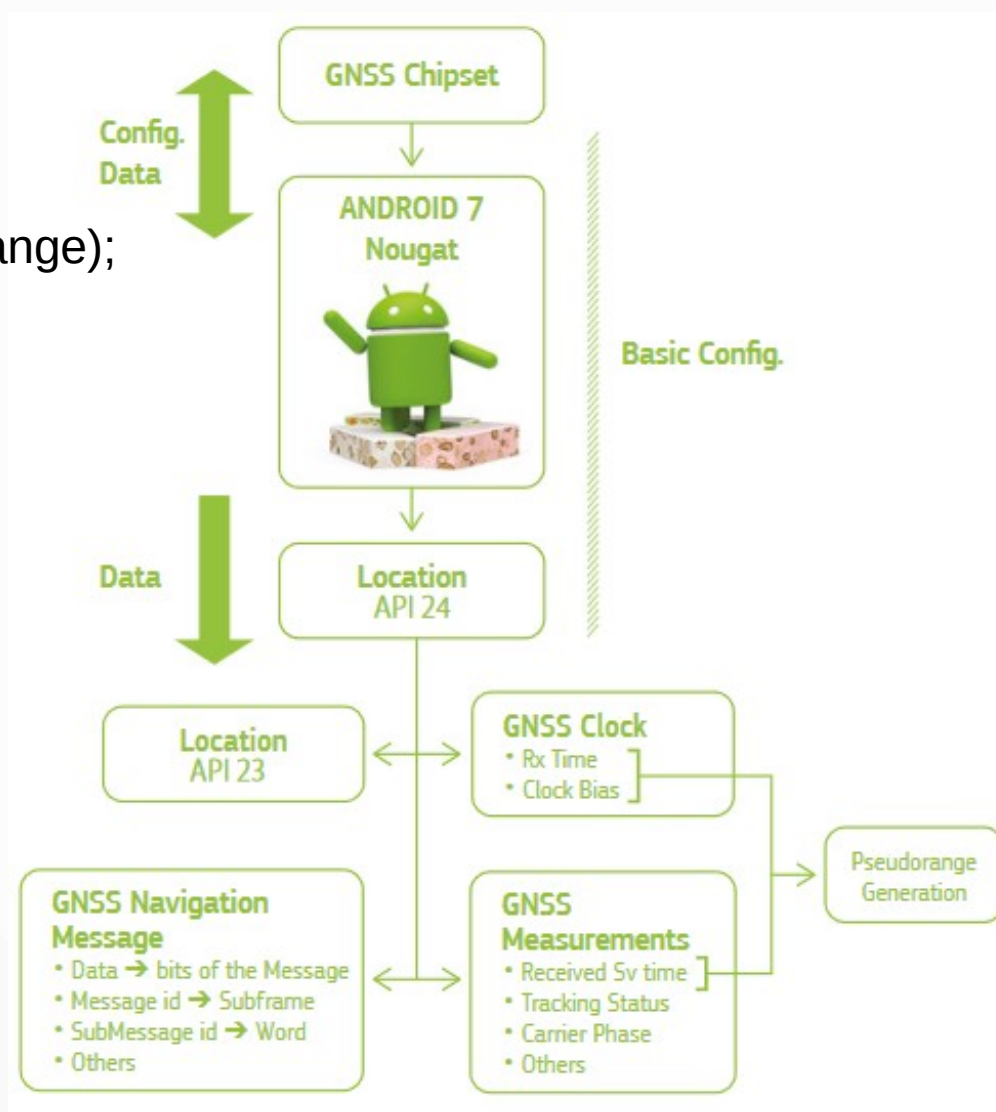 GNSS Chipset
Config.
Data
ANDROID 7
Nougat
ange);
Basic Config.
Data
Location
API 24
Location
API 23
GNSS Clock
• Rx Time
• Clock Bias
Pseudorange
Generation
GNSS Navigation
Message
• Data ➔ bits of the Message
• Message id ➔ Subframe
• SubMessage id ➔ Word
• Others
GNSS
Measurements
• Received Sv time
• Tracking Status
• Carrier Phase
• Others